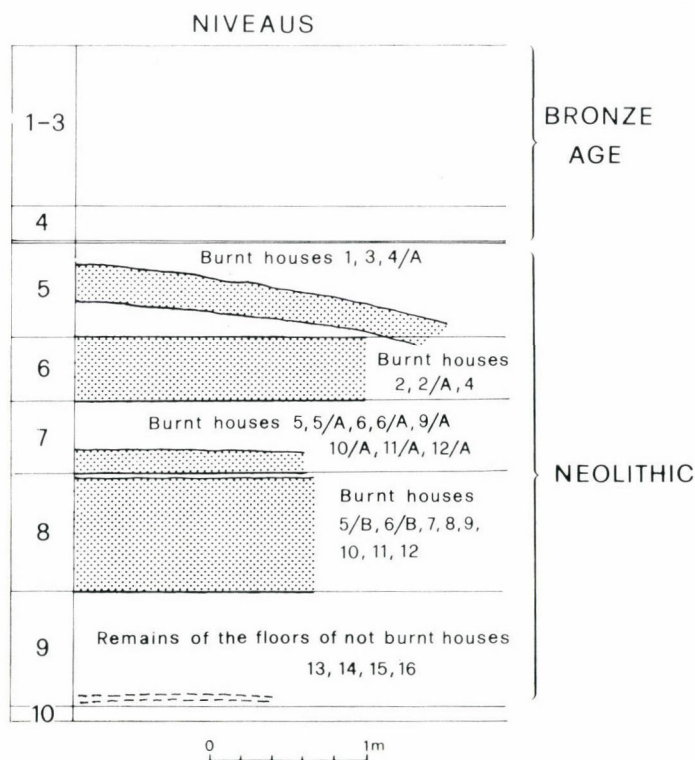 NIVEAUS
1-3
BRONZE
AGE
4
Burnt houses 1, 3, 4/A
5
6
Burnt houses
2, 2/A, 4
Burnt houses 5, 5/A, 6, 6/A, 9/A
10/A, 11/A, 12/A
7
NEOLITHIC
Burnt houses
5/B, 6/B, 7, 8, 9,
10, 11, 12
8
9
Remains of the floors of not burnt houses
13, 14, 15, 16
10
0 1m